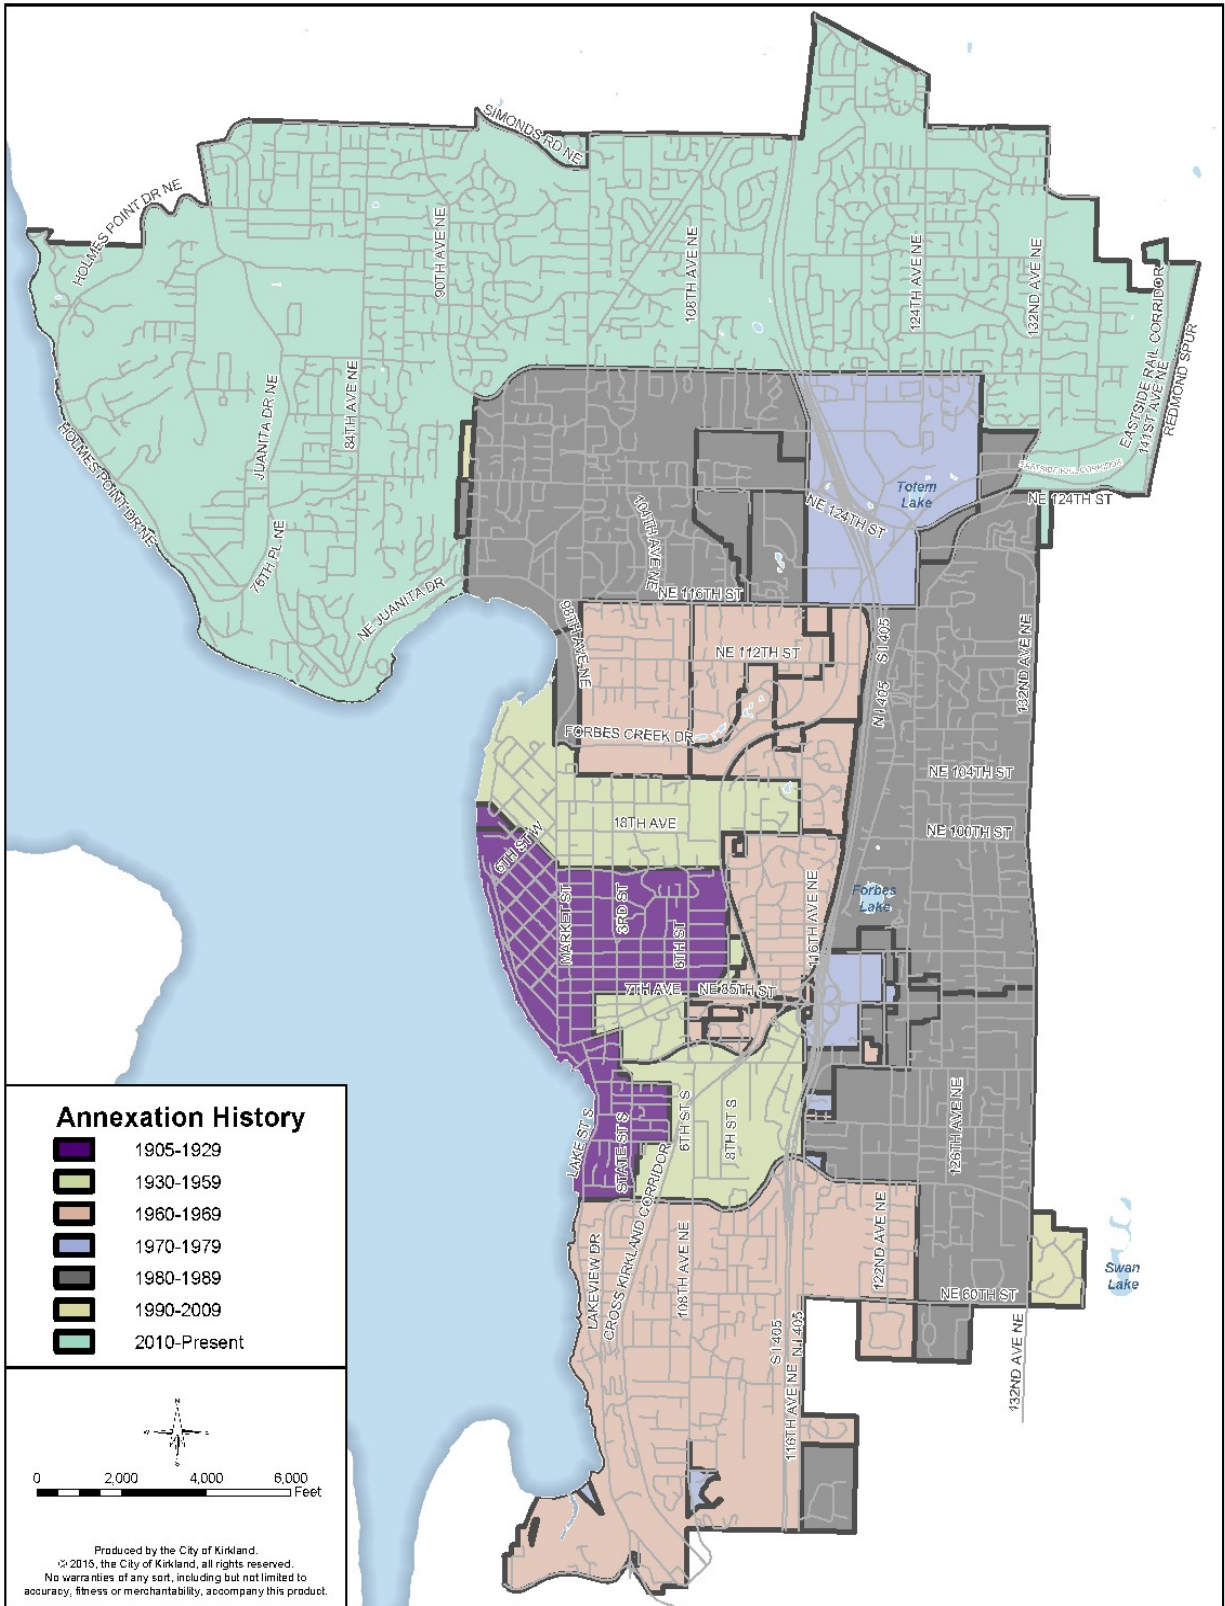 SIMONDS RD NE
HOLMES POINT DR NE
90TH AVE NE
108TH AVE NE
124TH AVE NE
132ND AVE NE
EASTSIDE RAIL CORRIDOR
141ST AVE NE
REDMOND SPUR
84TH AVE NE
JUANITA DR NE
HOLMES POINT DR NE
EASTSIDE RAIL CORRIDOR
Totem
Lake
NE 124TH ST
NE 124TH ST
104TH AVE NE
76TH PL NE
NE JUANITA DR
NE 116TH ST
98TH AVE NE
NE 112TH ST
S I 405
N I 405
132ND AVE NE
FORBES CREEK DR
NE 104TH ST
18TH AVE
NE 100TH ST
6TH ST W
Forbes
Lake
MARKET ST
3RD ST
6TH ST
116TH AVE NE
7TH AVE
NE 85TH ST
LAKE ST S
STATE ST S
6TH ST S
8TH ST S
126TH AVE NE
CROSS KIRKLAND CORRIDOR
LAKEVIEW DR
108TH AVE NE
122ND AVE NE
Swan
Lake
NE 60TH ST
S I 405
N I 405
116TH AVE NE
132ND AVE NE
Annexation History
1905-1929
1930-1959
1960-1969
1970-1979
1980-1989
1990-2009
2010-Present
N
W
E
S
0 2,000 4,000 6,000
Feet
Produced by the City of Kirkland.
© 2015, the City of Kirkland, all rights reserved.
No warranties of any sort, including but not limited to
accuracy, fitness or merchantability, accompany this product.